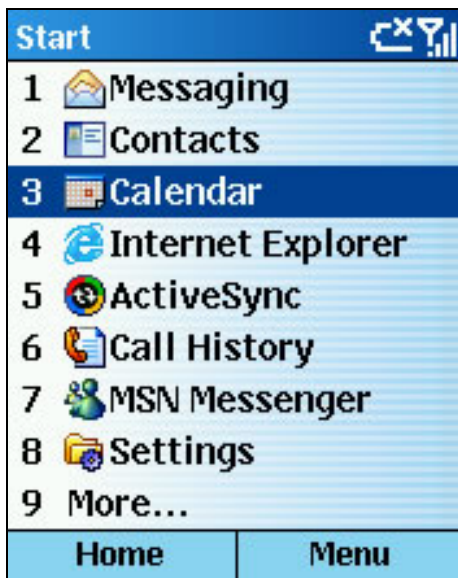 Start
1 Messaging
2 Contacts
3 Calendar
4 Internet Explorer
5 ActiveSync
6 Call History
7 MSN Messenger
8 Settings
9 More...
Home Menu